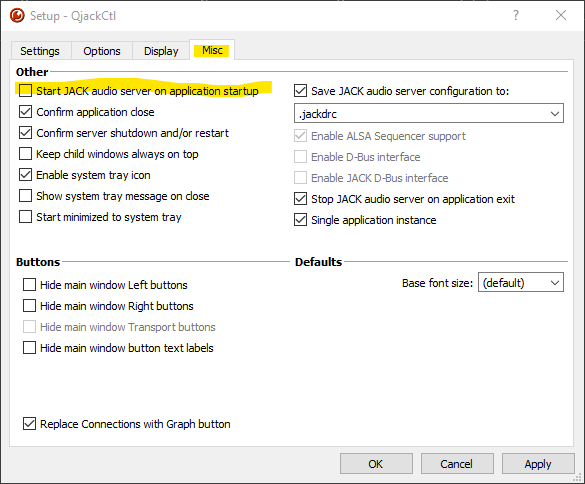 Setup - QjackCtl
Settings
Options
Display
Misc
Other
Start JACK audio server on application startup
Confirm application close
Confirm server shutdown and/or restart
Keep child windows always on top
Enable system tray icon
Show system tray message on close
Start minimized to system tray
Save JACK audio server configuration to:
.jackdrc
Enable ALSA Sequencer support
Enable D-Bus interface
Enable JACK D-Bus interface
Stop JACK audio server on application exit
Single application instance
Buttons
Hide main window Left buttons
Hide main window Right buttons
Hide main window Transport buttons
Hide main window button text labels
Defaults
Base font size:
(default)
Replace Connections with Graph button
OK
Cancel
Apply